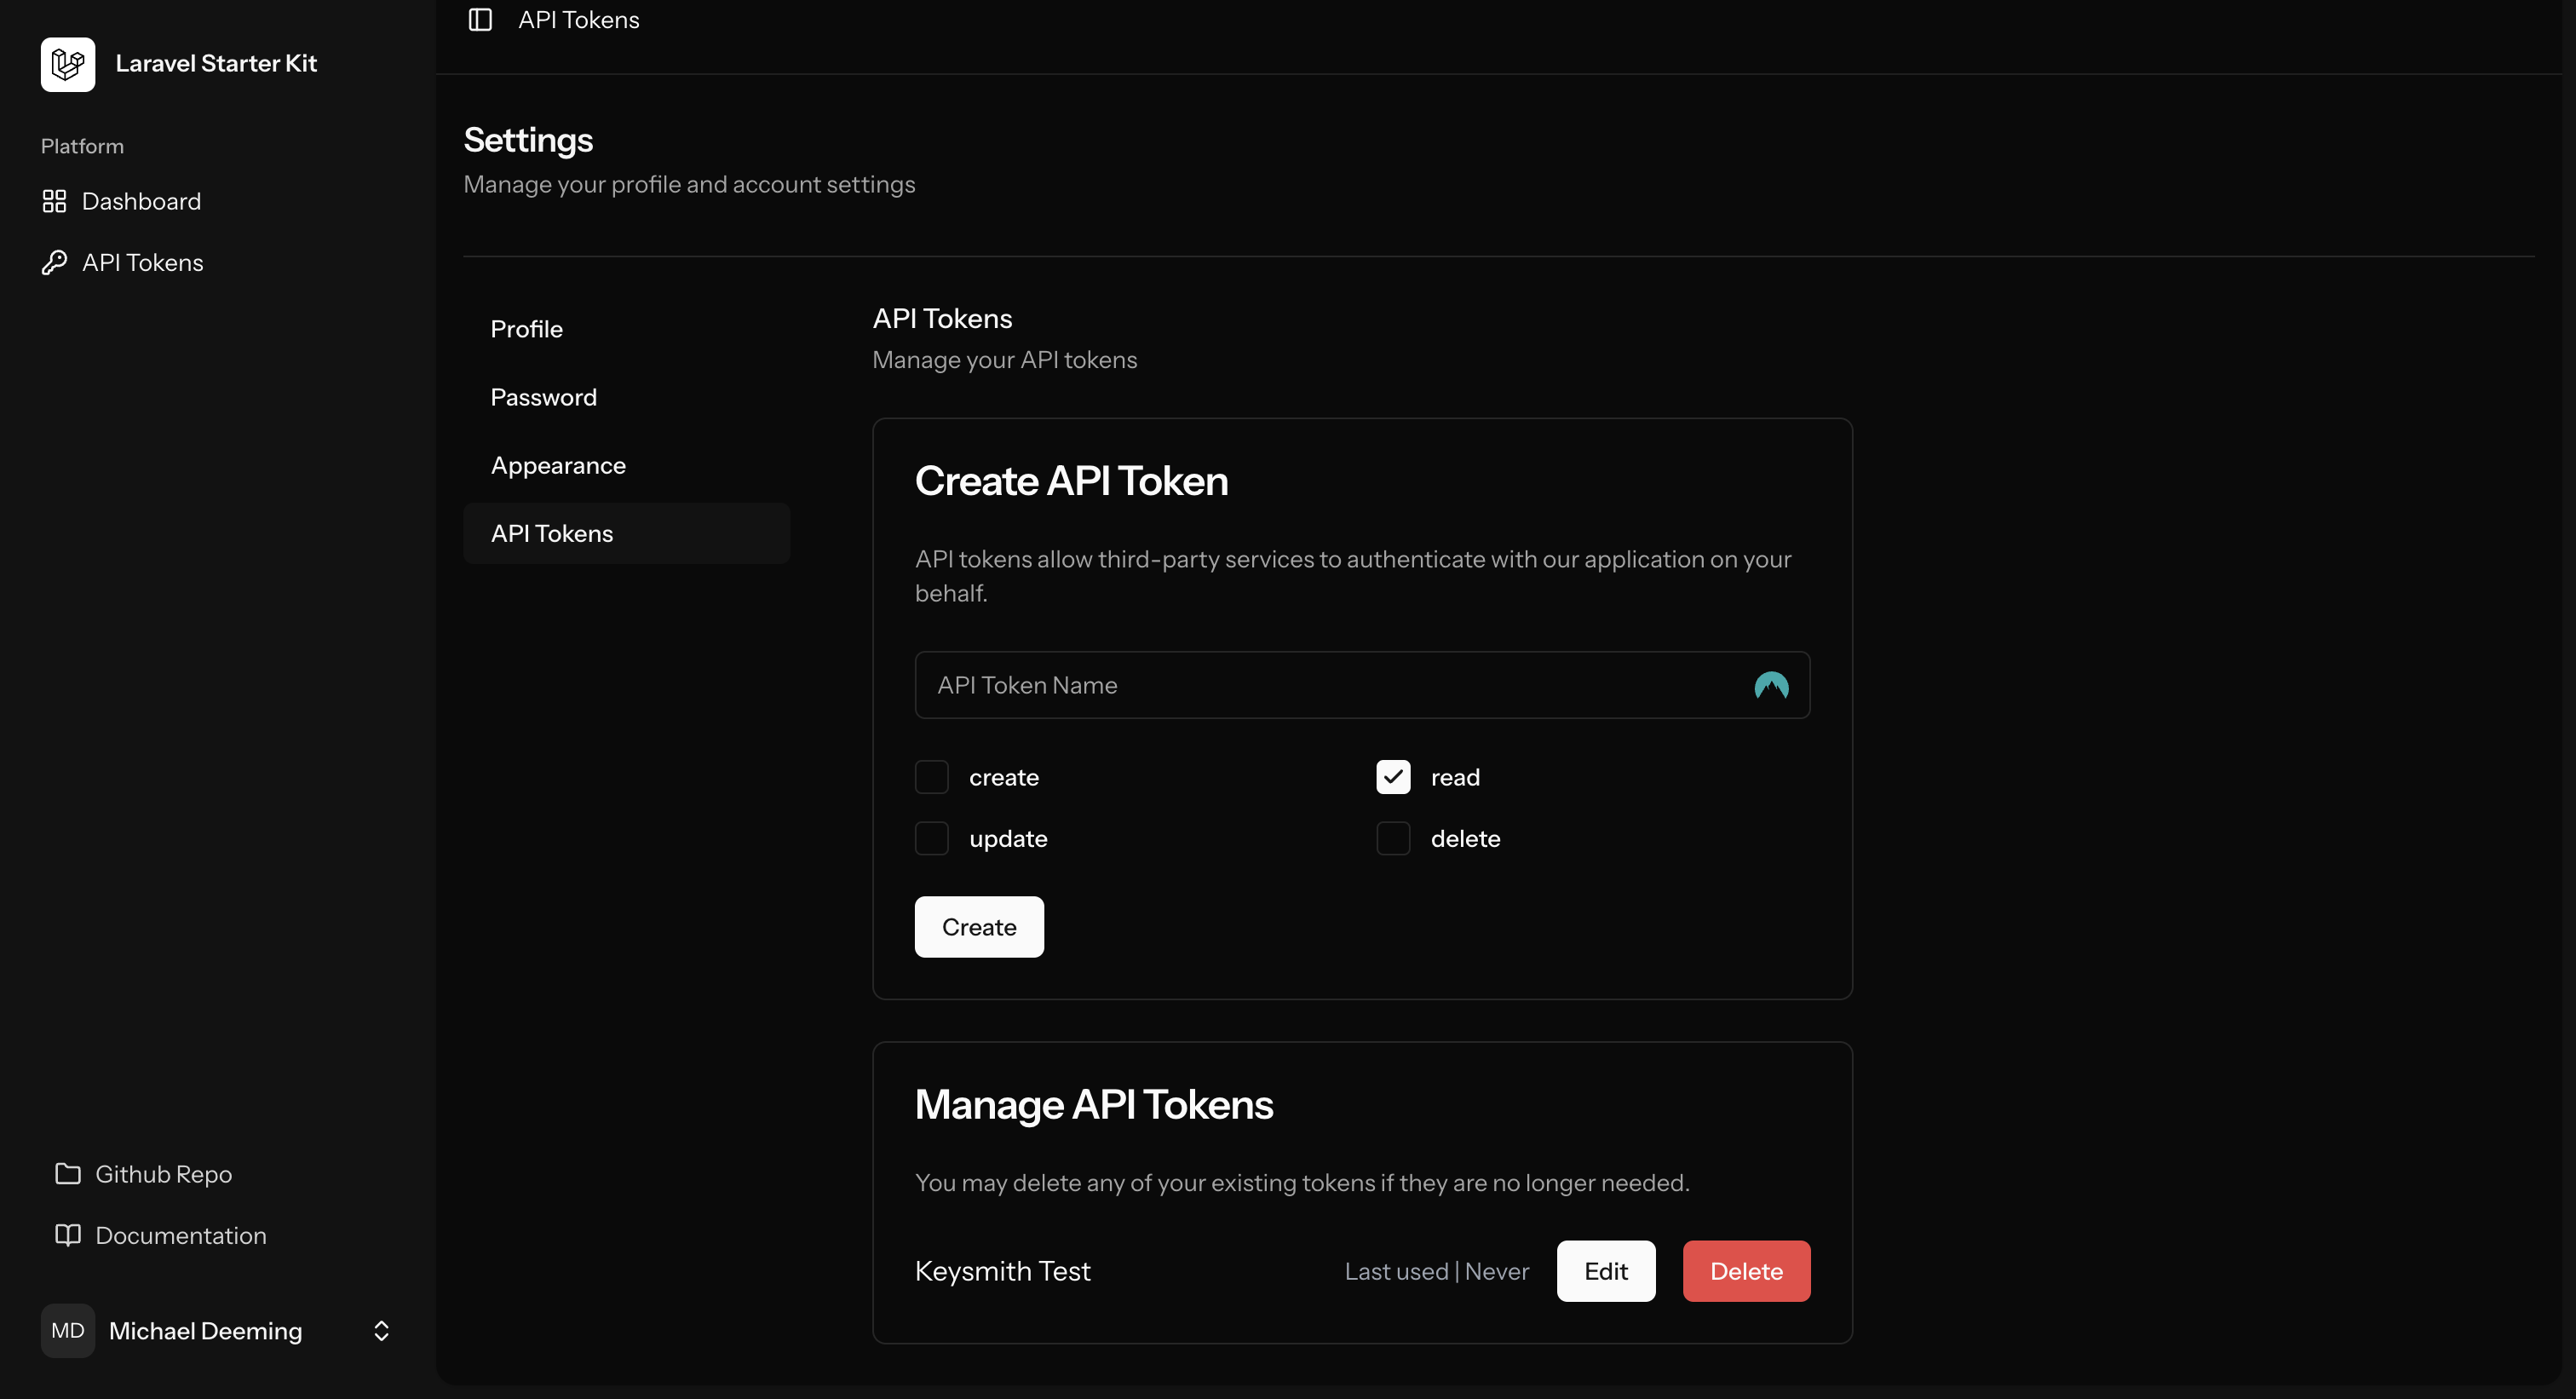 Laravel Starter Kit
Platform
Dashboard
API Tokens
Github Repo
Documentation
MD Michael Deeming
API Tokens
Settings
Manage your profile and account settings
Profile
Password
Appearance
API Tokens
API Tokens
Manage your API tokens
Create API Token
API tokens allow third-party services to authenticate with our application on your
behalf.
API Token Name
create
read
update
delete
Create
Manage API Tokens
You may delete any of your existing tokens if they are no longer needed.
Keysmith Test Last used | Never Edit Delete